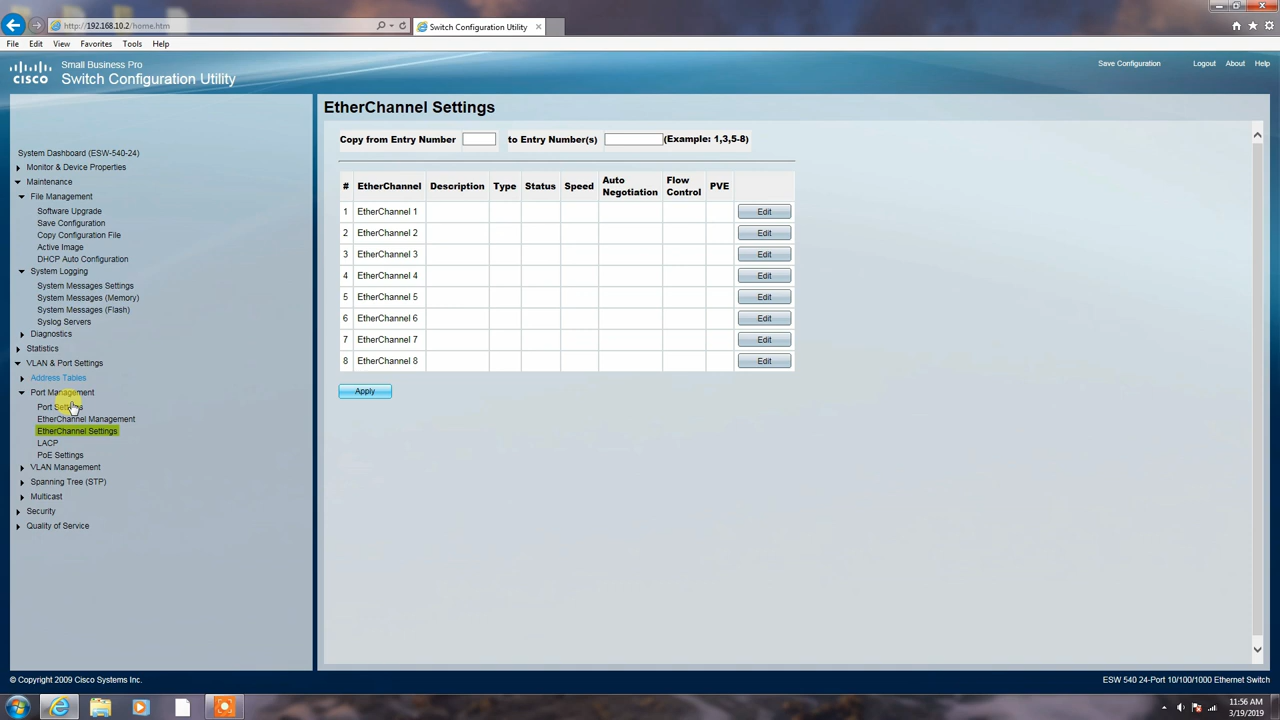 http://192.168.10.2/home.htm
Switch Configuration Utility
File Edit View Favorites Tools Help
Small Business Pro
CISCO Switch Configuration Utility
Save Configuration Logout About Help
System Dashboard (ESW-540-24)
Monitor & Device Properties
Maintenance
File Management
Software Upgrade
Save Configuration
Copy Configuration File
Active Image
DHCP Auto Configuration
System Logging
System Messages Settings
System Messages (Memory)
System Messages (Flash)
Syslog Servers
Diagnostics
Statistics
VLAN & Port Settings
Address Tables
Port Management
Port
EtherChannel Management
EtherChannel Settings
LACP
PoE Settings
VLAN Management
Spanning Tree (STP)
Multicast
Security
Quality of Service
EtherChannel Settings
Copy from Entry Number to Entry Number(s) (Example: 1,3,5-8)
# EtherChannel Description Type Status Speed Auto Negotiation Flow Control PVE
1 EtherChannel 1 Edit
2 EtherChannel 2 Edit
3 EtherChannel 3 Edit
4 EtherChannel 4 Edit
5 EtherChannel 5 Edit
6 EtherChannel 6 Edit
7 EtherChannel 7 Edit
8 EtherChannel 8 Edit
Apply
© Copyright 2009 Cisco Systems Inc.
ESW 540 24-Port 10/100/1000 Ethernet Switch
11:56 AM
3/19/2019